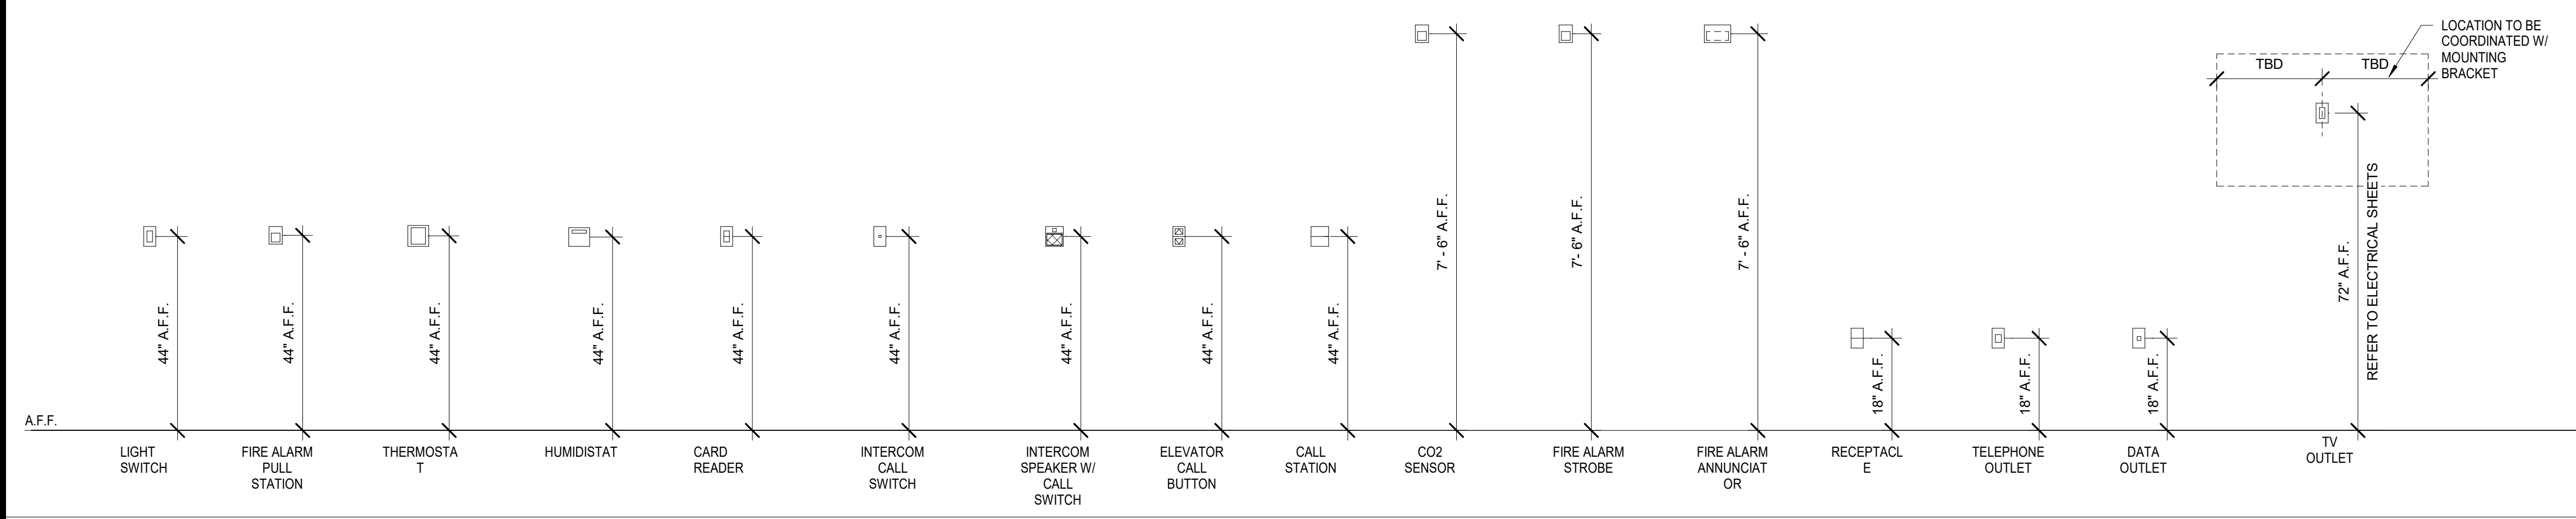 LOCATION TO BE
COORDINATED W/
MOUNTING
BRACKET
TBD
TBD
44" A.F.F.
44" A.F.F.
44" A.F.F.
44" A.F.F.
44" A.F.F.
44" A.F.F.
44" A.F.F.
44" A.F.F.
44" A.F.F.
7' - 6" A.F.F.
7'- 6" A.F.F.
7' - 6" A.F.F.
18" A.F.F.
18" A.F.F.
18" A.F.F.
72" A.F.F.
REFER TO ELECTRICAL SHEETS
A.F.F.
LIGHT
SWITCH
FIRE ALARM
PULL
STATION
THERMOSTA
T
HUMIDISTAT
CARD
READER
INTERCOM
CALL
SWITCH
INTERCOM
SPEAKER W/
CALL
SWITCH
ELEVATOR
CALL
BUTTON
CALL
STATION
CO2
SENSOR
FIRE ALARM
STROBE
FIRE ALARM
ANNUNCIAT
OR
RECEPTACL
E
TELEPHONE
OUTLET
DATA
OUTLET
TV
OUTLET